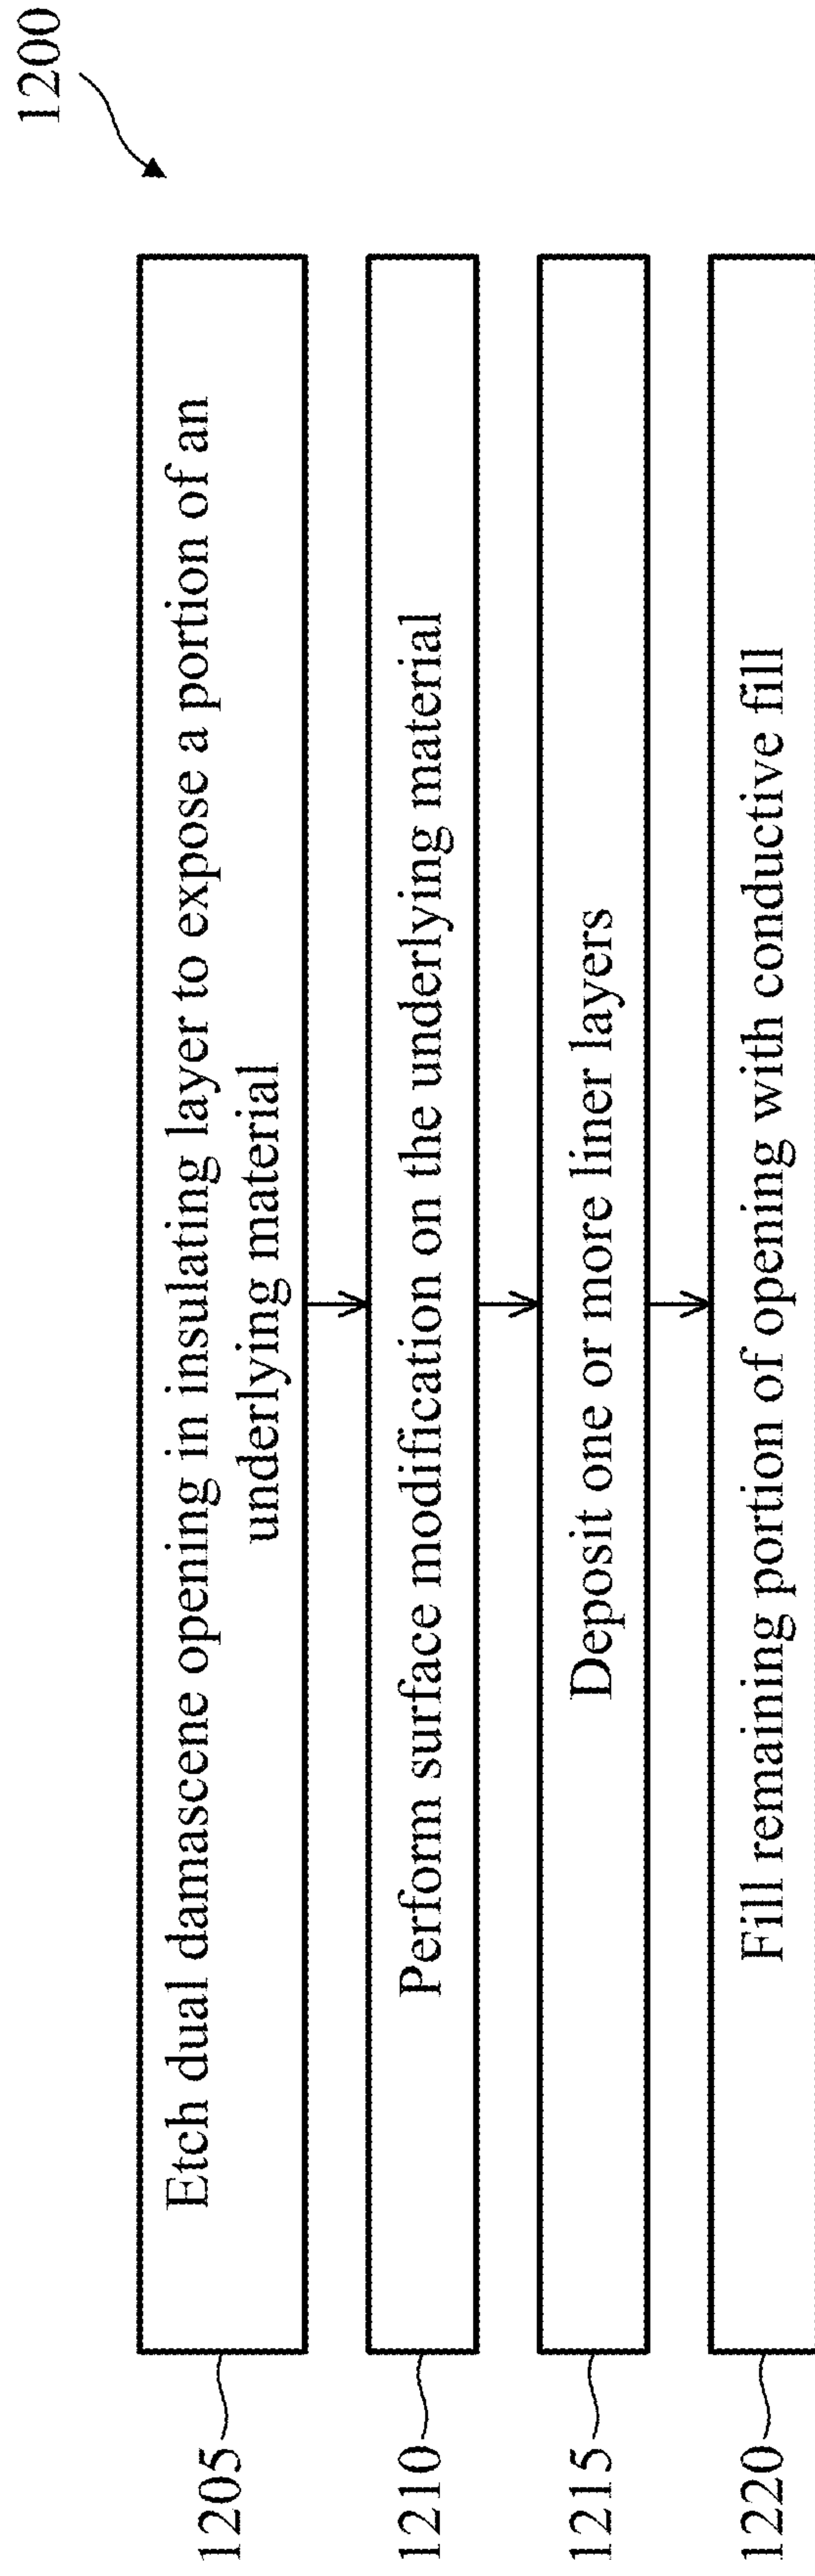 1200
1205
Etch dual damascene opening in insulating layer to expose a portion of an
underlying material
1210
Perform surface modification on the underlying material
1215
Deposit one or more liner layers
1220
Fill remaining portion of opening with conductive fill